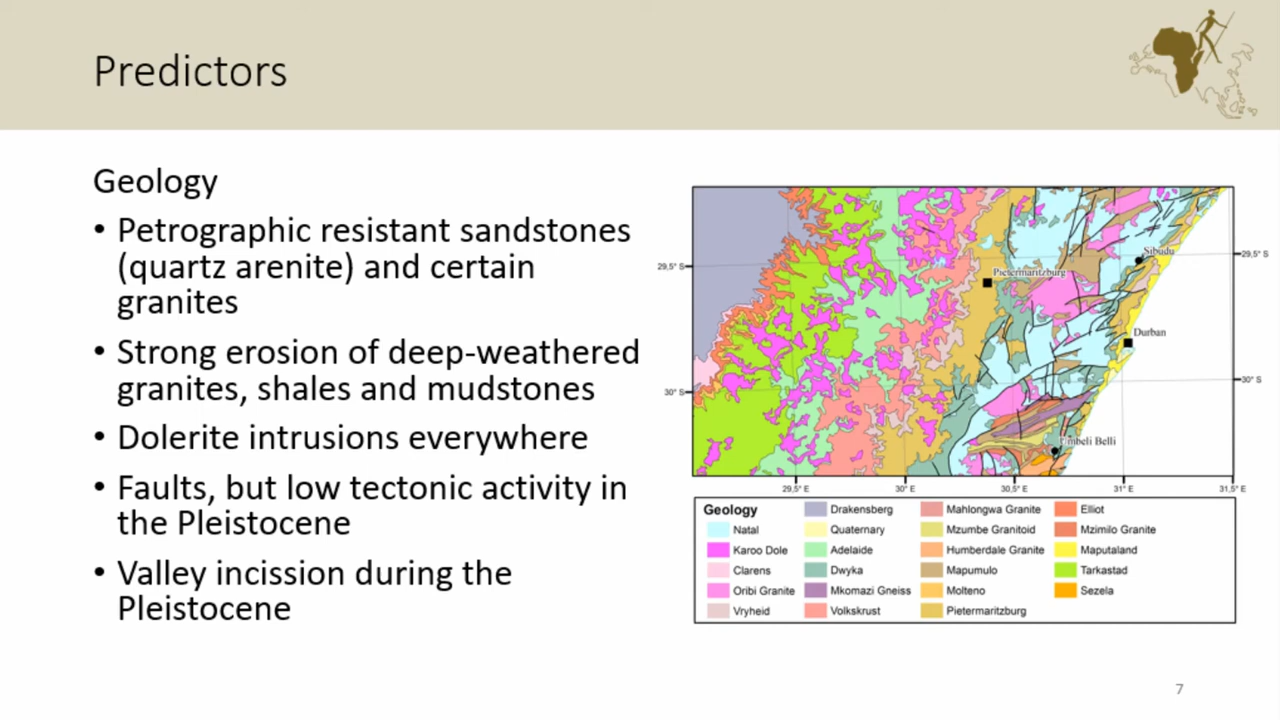 Predictors
Geology
• Petrographic resistant sandstones
(quartz arenite) and certain
granites
• Strong erosion of deep-weathered
granites, shales and mudstones
• Dolerite intrusions everywhere
• Faults, but low tectonic activity in
the Pleistocene
• Valley incission during the
Pleistocene
29,5° S
30° S
Sibudu
Pietermaritzburg
Durban
Umbeli Belli
29,5° S
30° S
29,5° E
30° E
30,5° E
31° E
31,5° E
Geology
Natal
Karoo Dole
Clarens
Oribi Granite
Vryheid
Drakensberg
Quaternary
Adelaide
Dwyka
Mkomazi Gneiss
Volkskrust
Mahlongwa Granite
Mzumbe Granitoid
Humberdale Granite
Mapumulo
Molteno
Pietermaritzburg
Elliot
Mzimilo Granite
Maputaland
Tarkastad
Sezela
7